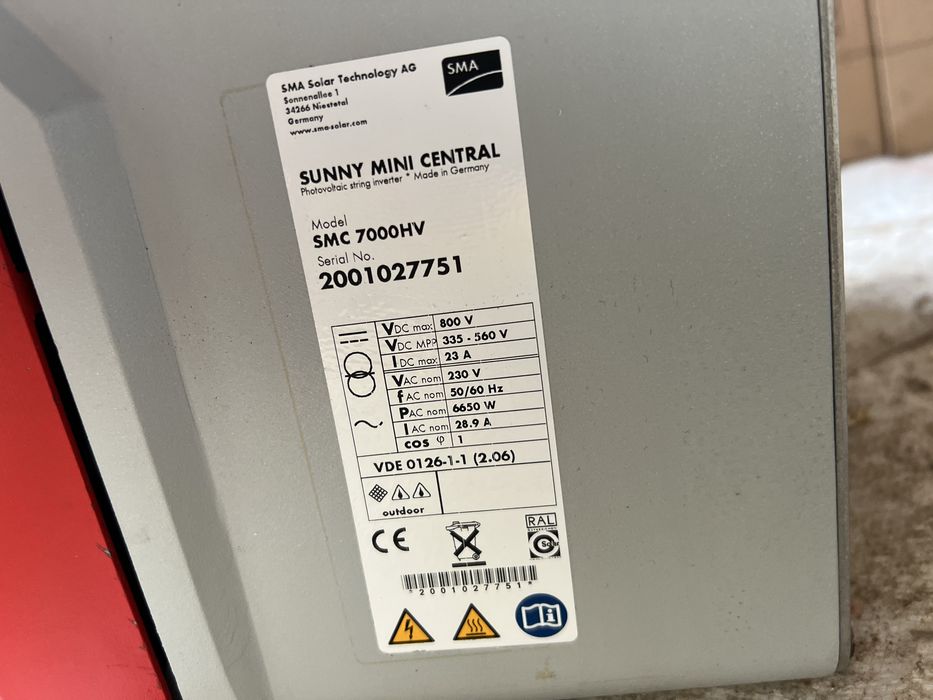 SMA Solar Technology AG
Sonnenallee 1
34266 Niestetal
Germany
www.sma-solar.com
SMA
SUNNY MINI CENTRAL
Photovoltaic string inverter * Made in Germany
Model
SMC 7000HV
Serial No.
2001027751
VDC max 800 V
VDC MPP 335 - 560 V
IDC max 23 A
VAC nom 230 V
fAC nom 50/60 Hz
PAC nom 6650 W
IAC nom 28.9 A
cos φ 1
VDE 0126-1-1 (2.06)
outdoor
CE
RAL
Solar
*2001027751*